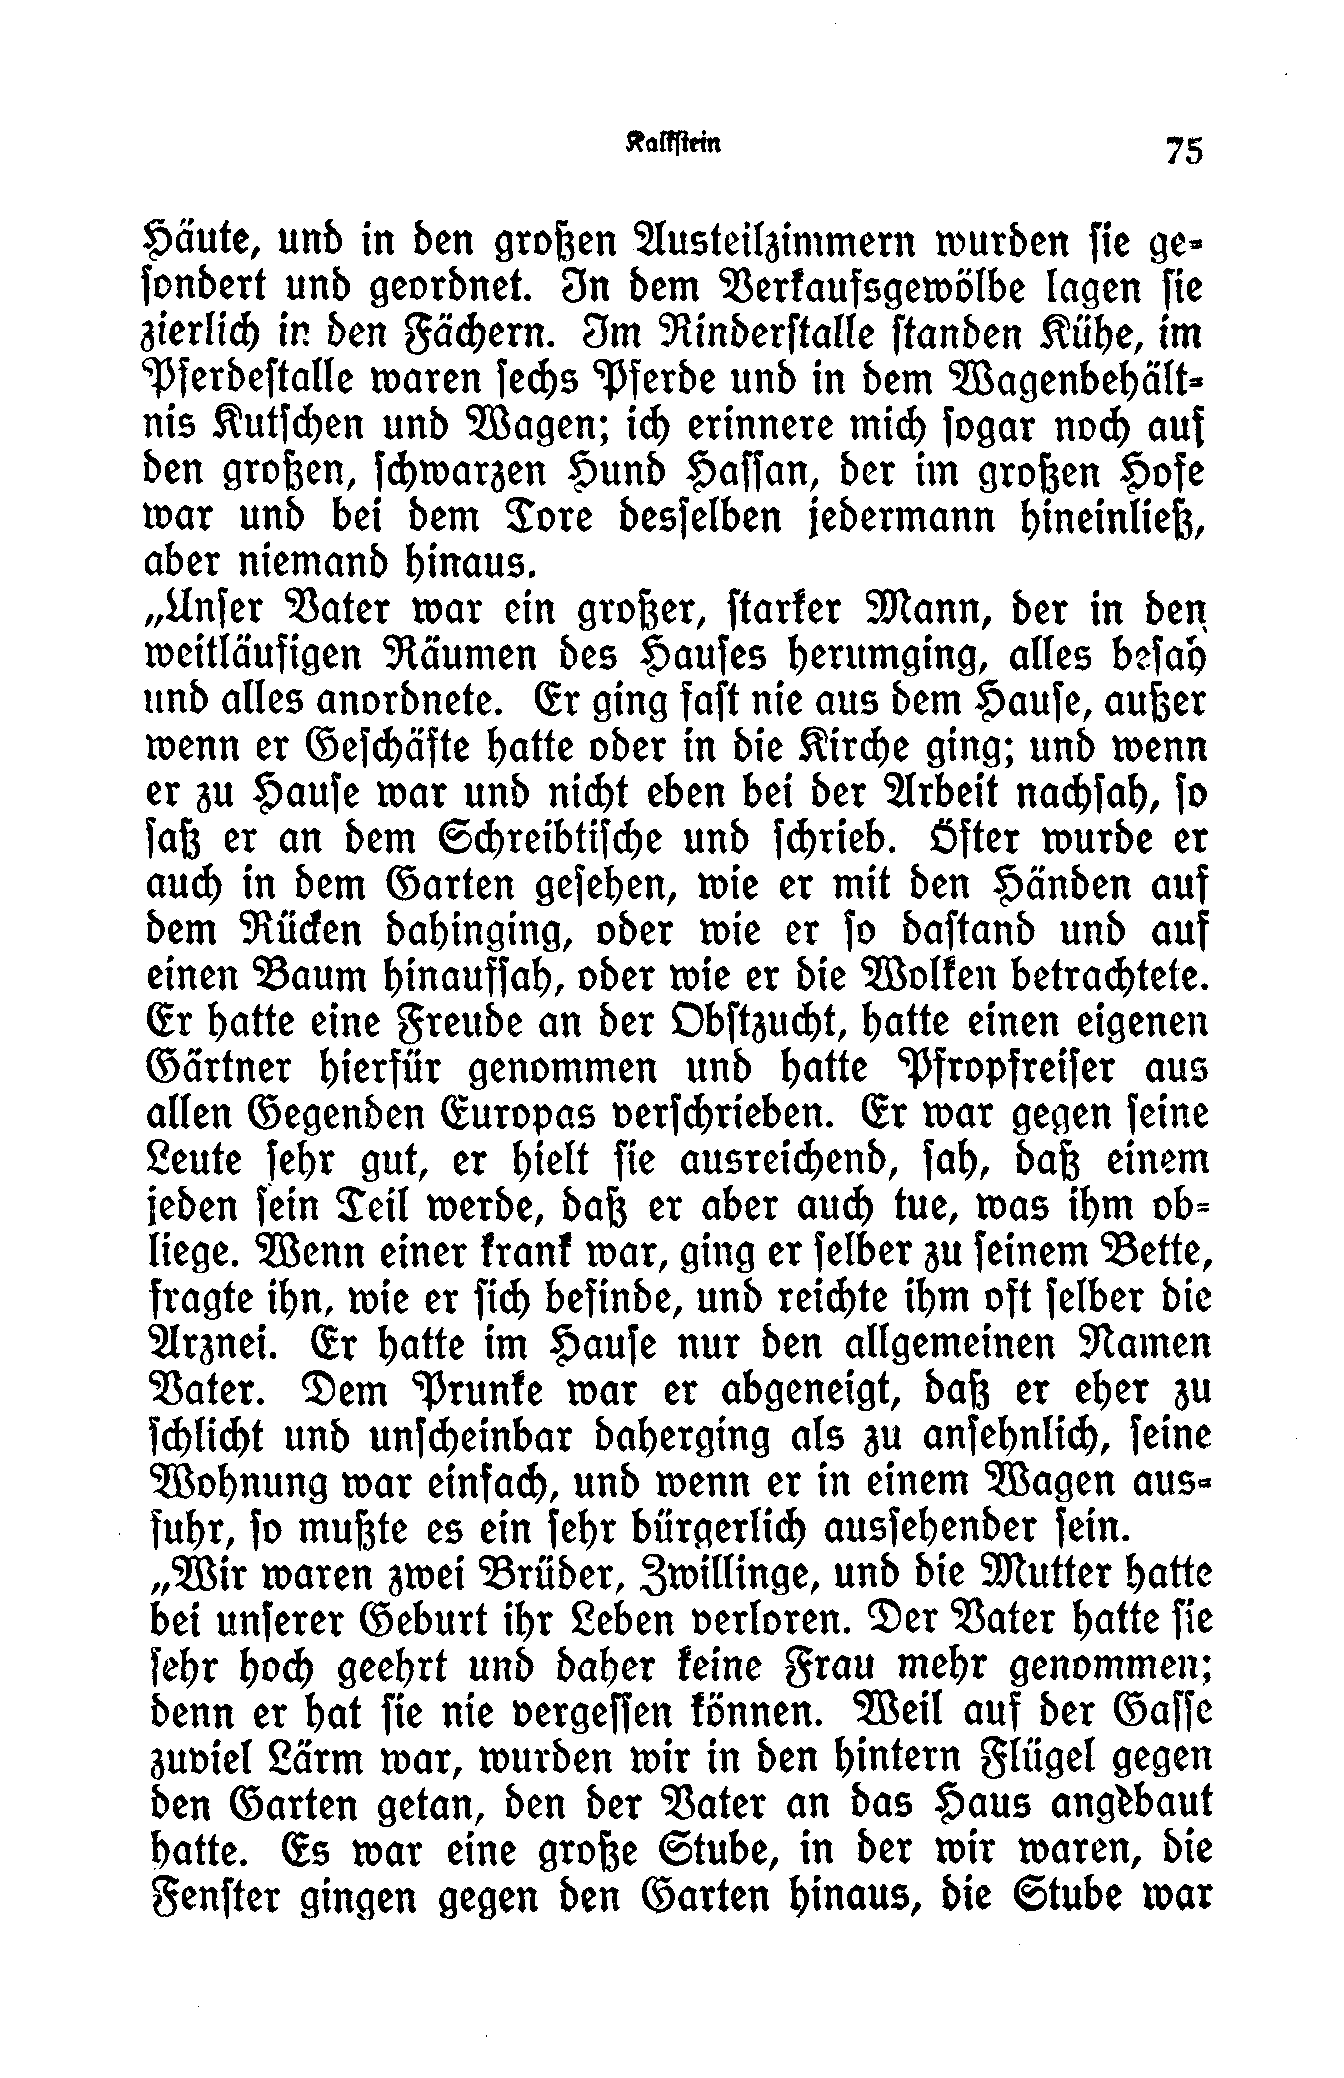 Kalkstein
75
Häute, und in den großen Austeilzimmern wurden sie ge-
sondert und geordnet. In dem Verkaufsgewölbe lagen sie
zierlich in den Fächern. Im Rinderstalle standen Kühe, im
Pferdestalle waren sechs Pferde und in dem Wagenbehält-
nis Kutschen und Wagen; ich erinnere mich sogar noch auf
den großen, schwarzen Hund Hassan, der im großen Hofe
war und bei dem Tore desselben jedermann hineinließ,
aber niemand hinaus.
„Unser Vater war ein großer, starker Mann, der in den
weitläufigen Räumen des Hauses herumging, alles besah
und alles anordnete. Er ging fast nie aus dem Hause, außer
wenn er Geschäfte hatte oder in die Kirche ging; und wenn
er zu Hause war und nicht eben bei der Arbeit nachsah, so
saß er an dem Schreibtische und schrieb. Öfter wurde er
auch in dem Garten gesehen, wie er mit den Händen auf
dem Rücken dahinging, oder wie er so dastand und auf
einen Baum hinaufsah, oder wie er die Wolken betrachtete.
Er hatte eine Freude an der Obstzucht, hatte einen eigenen
Gärtner hierfür genommen und hatte Pfropfreiser aus
allen Gegenden Europas verschrieben. Er war gegen seine
Leute sehr gut, er hielt sie ausreichend, sah, daß einem
jeden sein Teil werde, daß er aber auch tue, was ihm ob-
liege. Wenn einer krank war, ging er selber zu seinem Bette,
fragte ihn, wie er sich befinde, und reichte ihm oft selber die
Arznei. Er hatte im Hause nur den allgemeinen Namen
Vater. Dem Prunke war er abgeneigt, daß er eher zu
schlicht und unscheinbar daherging als zu ansehnlich, seine
Wohnung war einfach, und wenn er in einem Wagen aus-
fuhr, so mußte es ein sehr bürgerlich aussehender sein.
„Wir waren zwei Brüder, Zwillinge, und die Mutter hatte
bei unserer Geburt ihr Leben verloren. Der Vater hatte sie
sehr hoch geehrt und daher keine Frau mehr genommen;
denn er hat sie nie vergessen können. Weil auf der Gasse
zuviel Lärm war, wurden wir in den hintern Flügel gegen
den Garten getan, den der Vater an das Haus angebaut
hatte. Es war eine große Stube, in der wir waren, die
Fenster gingen gegen den Garten hinaus, die Stube war